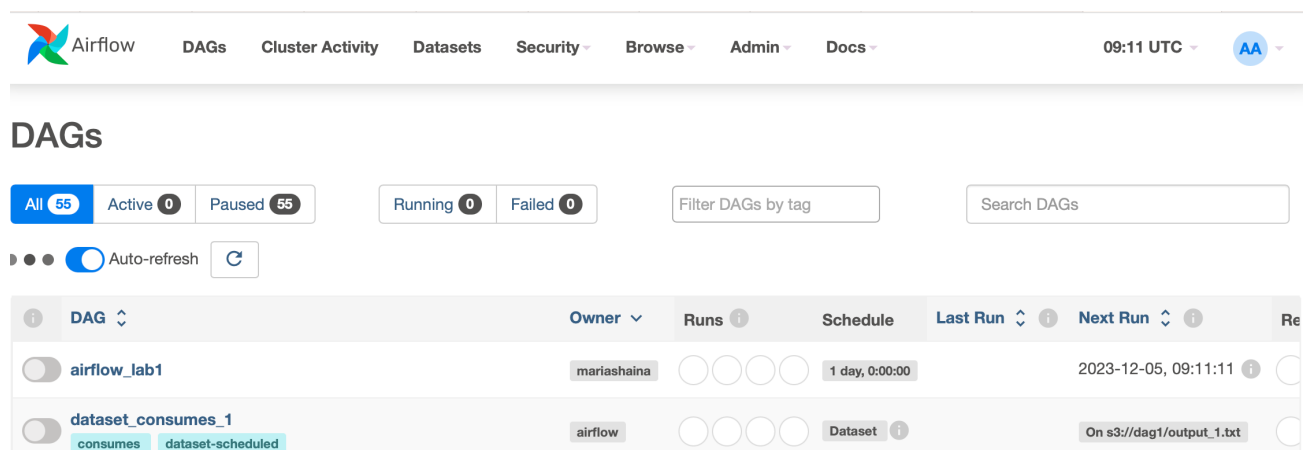 Airflow DAGs Cluster Activity Datasets Security Browse Admin Docs 09:11 UTC AA
DAGs
All 55 Active 0 Paused 55 Running 0 Failed 0 Filter DAGs by tag Search DAGs
Auto-refresh
i DAG Owner Runs i Schedule Last Run i Next Run i Re
airflow_lab1 mariashaina 1 day, 0:00:00 2023-12-05, 09:11:11 i
dataset_consumes_1
airflow Dataset i On s3://dag1/output_1.txt
consumes dataset-scheduled